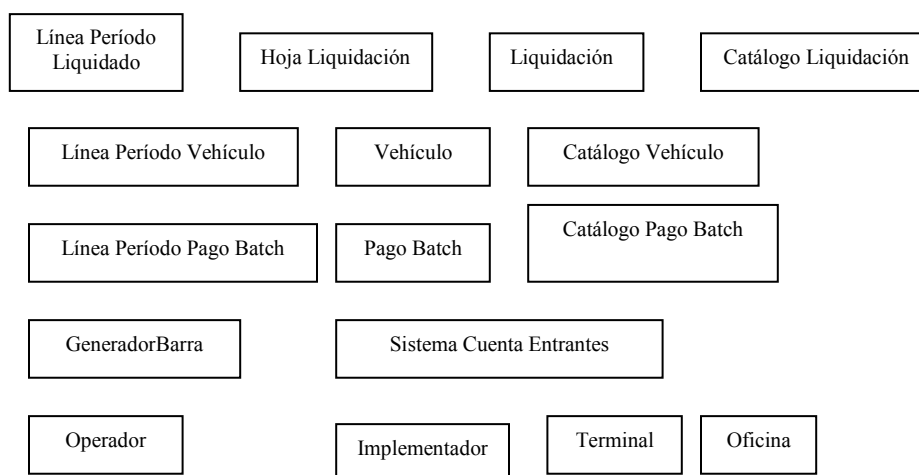 Línea Período
Liquidado
Hoja Liquidación
Liquidación
Catálogo Liquidación
Línea Período Vehículo
Vehículo
Catálogo Vehículo
Línea Período Pago Batch
Pago Batch
Catálogo Pago Batch
GeneradorBarra
Sistema Cuenta Entrantes
Operador
Implementador
Terminal
Oficina